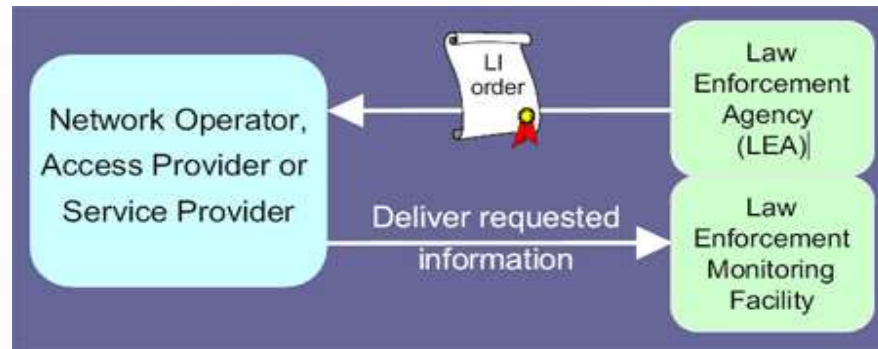 Network Operator,
Access Provider or
Service Provider
LI
order
Law
Enforcement
Agency
(LEA)
Deliver requested
information
Law
Enforcement
Monitoring
Facility